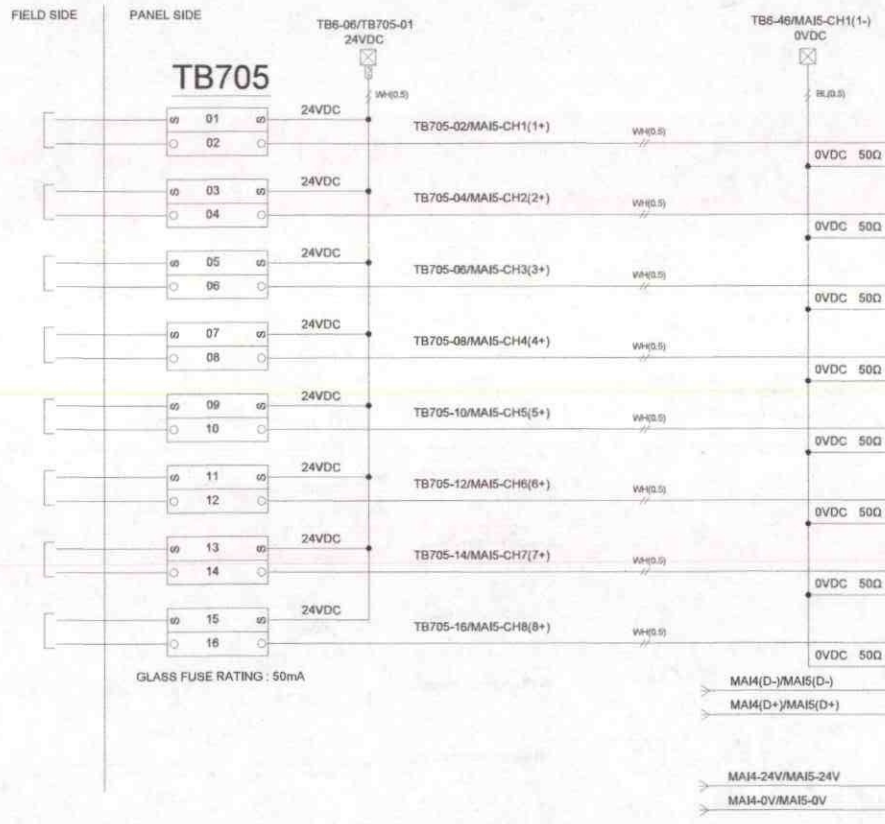 FIELD SIDE
PANEL SIDE
TB6-06/TB705-01
24VDC
TB6-46/MAI5-CH1(1-)
0VDC
TB705
WH(0.5)
BL(0.5)
S 01 S
24VDC
TB705-02/MAI5-CH1(1+)
WH(0.5)
02
0VDC 50Ω
S 03 S
24VDC
TB705-04/MAI5-CH2(2+)
WH(0.5)
04
0VDC 50Ω
S 05 S
24VDC
TB705-06/MAI5-CH3(3+)
WH(0.5)
06
0VDC 50Ω
S 07 S
24VDC
TB705-08/MAI5-CH4(4+)
WH(0.5)
08
0VDC 50Ω
S 09 S
24VDC
TB705-10/MAI5-CH5(5+)
WH(0.5)
10
0VDC 50Ω
S 11 S
24VDC
TB705-12/MAI5-CH6(6+)
WH(0.5)
12
0VDC 50Ω
S 13 S
24VDC
TB705-14/MAI5-CH7(7+)
WH(0.5)
14
0VDC 50Ω
S 15 S
24VDC
TB705-16/MAI5-CH8(8+)
WH(0.5)
16
0VDC 50Ω
GLASS FUSE RATING : 50mA
MAI4(D-)/MAI5(D-)
MAI4(D+)/MAI5(D+)
MAI4-24V/MAI5-24V
MAI4-0V/MAI5-0V